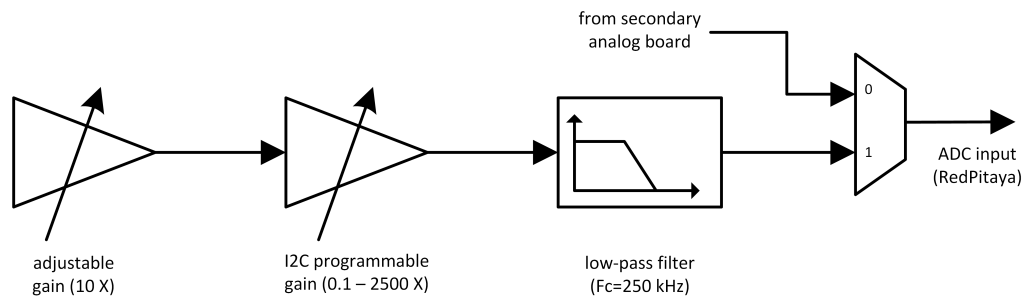 from secondary
analog board
0
1
ADC input
(RedPitaya)
adjustable
gain (10 X)
I2C programmable
gain (0.1 – 2500 X)
low-pass filter
(Fc=250 kHz)